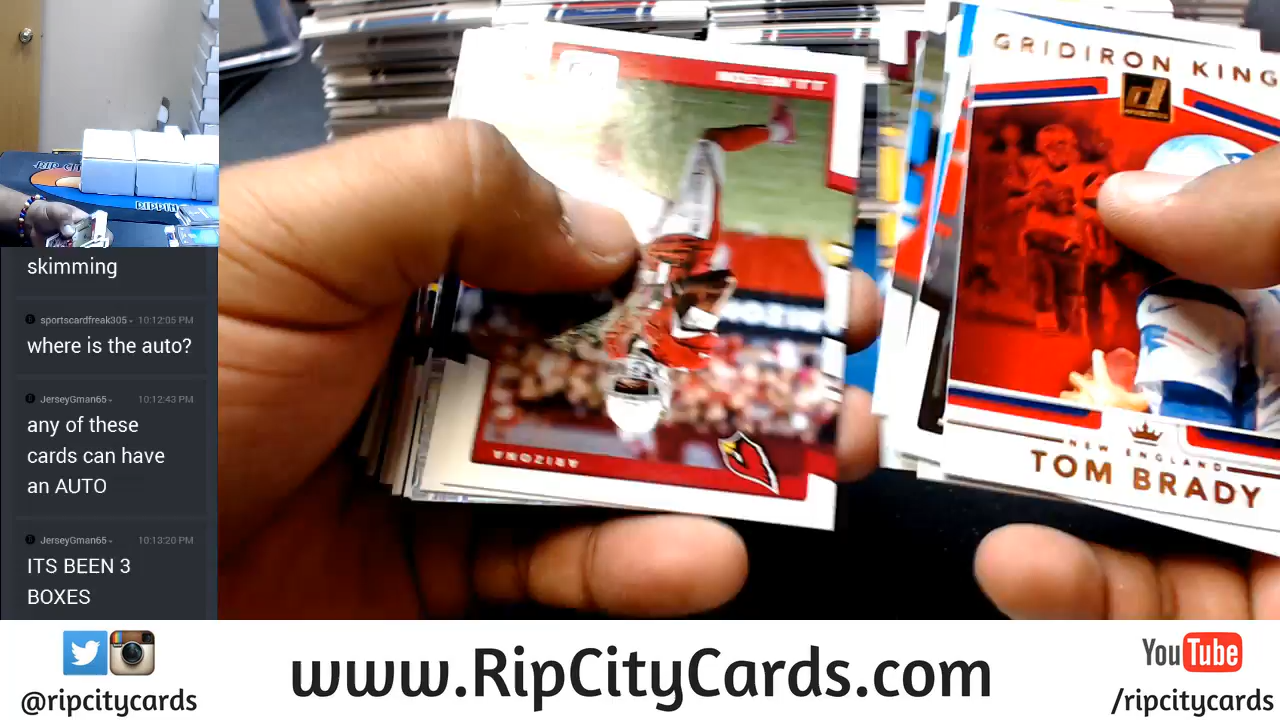 skimming
sportscardfreak305 10:12:05 PM
where is the auto?
JerseyGman65 10:12:43 PM
any of these
cards can have
an AUTO
JerseyGman65 10:13:20 PM
ITS BEEN 3
BOXES
ARIZONA
GRIDIRON KING
NEW ENGLAND
TOM BRADY
@ripcitycards
www.RipCityCards.com
YouTube
/ripcitycards